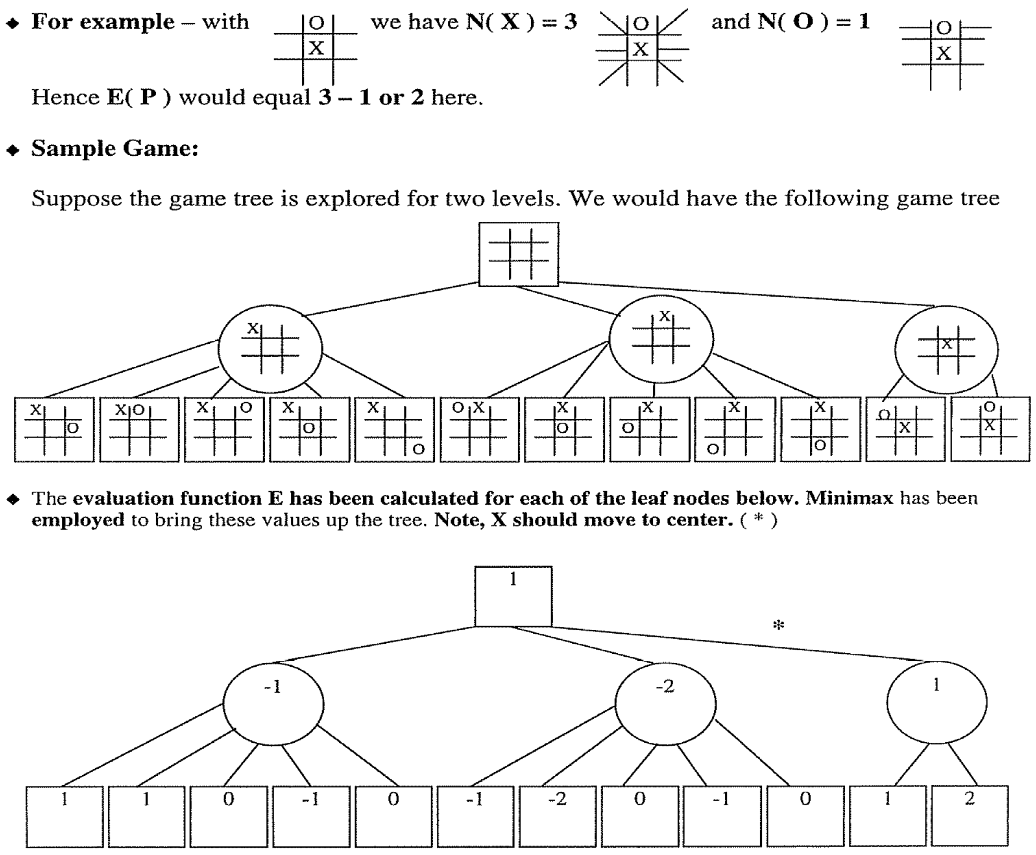 ◆ For example – with O X we have N( X ) = 3 O X and N( O ) = 1 O X
Hence E( P ) would equal 3 – 1 or 2 here.
◆ Sample Game:
Suppose the game tree is explored for two levels. We would have the following game tree
X X X
X O X O X O X O X O O X X O X O X O X O O X O X
◆ The evaluation function E has been calculated for each of the leaf nodes below. Minimax has been
employed to bring these values up the tree. Note, X should move to center. ( * )
1
*
-1 -2 1
1 1 0 -1 0 -1 -2 0 -1 0 1 2